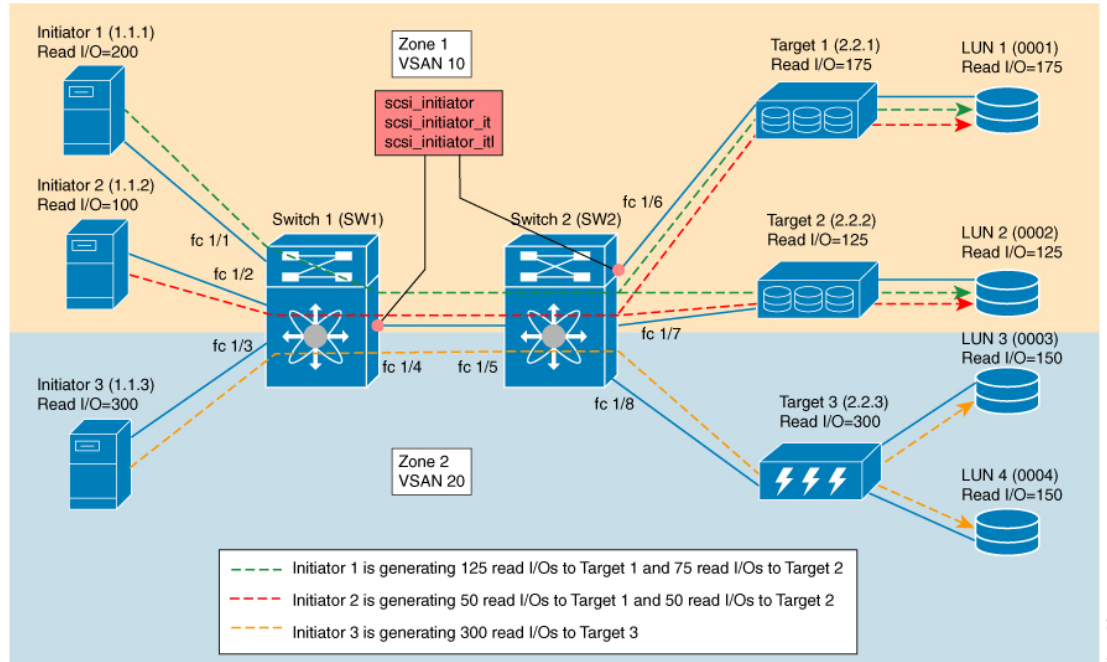 Initiator 1 (1.1.1)
Read I/O=200
Zone 1
VSAN 10
scsi_initiator
scsi_initiator_it
scsi_initiator_itl
Target 1 (2.2.1)
Read I/O=175
LUN 1 (0001)
Read I/O=175
Initiator 2 (1.1.2)
Read I/O=100
Switch 1 (SW1)
Switch 2 (SW2)
fc 1/1
fc 1/2
fc 1/6
Target 2 (2.2.2)
Read I/O=125
LUN 2 (0002)
Read I/O=125
fc 1/3
fc 1/4
fc 1/5
fc 1/7
fc 1/8
Initiator 3 (1.1.3)
Read I/O=300
LUN 3 (0003)
Read I/O=150
Target 3 (2.2.3)
Read I/O=300
Zone 2
VSAN 20
LUN 4 (0004)
Read I/O=150
Initiator 1 is generating 125 read I/Os to Target 1 and 75 read I/Os to Target 2
Initiator 2 is generating 50 read I/Os to Target 1 and 50 read I/Os to Target 2
Initiator 3 is generating 300 read I/Os to Target 3